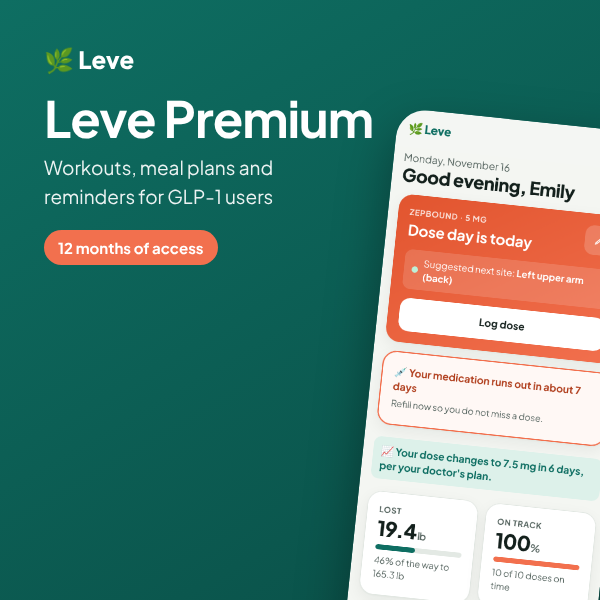 Leve
Leve Premium
Workouts, meal plans and
reminders for GLP-1 users
12 months of access
Leve
Monday, November 16
Good evening, Emily
ZEPBOUND · 5 MG
Dose day is today
Suggested next site: Left upper arm
(back)
Log dose
Your medication runs out in about 7
days
Refill now so you do not miss a dose.
Your dose changes to 7.5 mg in 6 days,
per your doctor's plan.
LOST
19.4lb
46% of the way to
165.3 lb
ON TRACK
100%
10 of 10 doses on
time